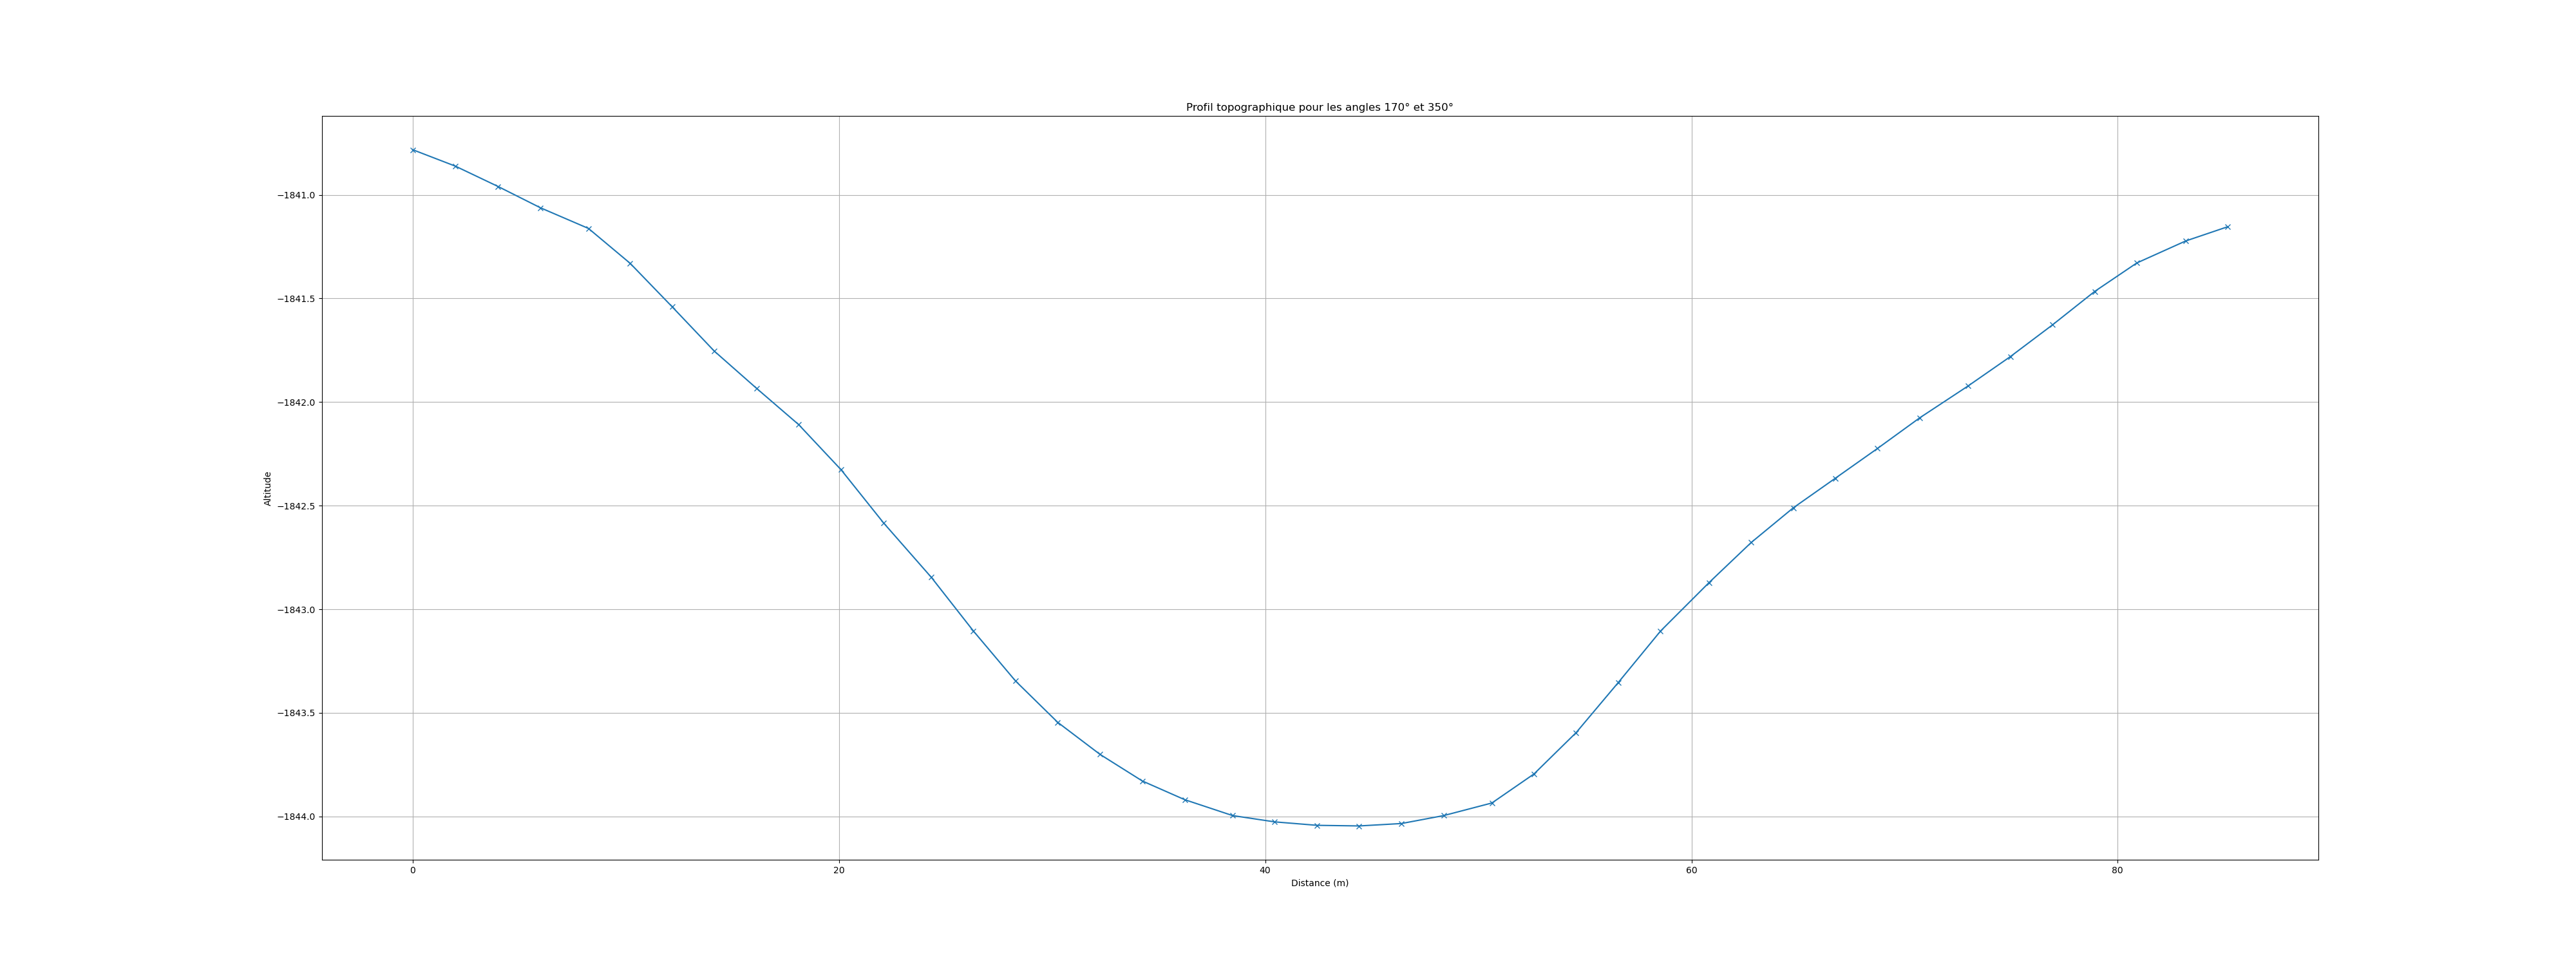 Profil topographique pour les angles 170° et 350°
Altitude
−1841.0
−1841.5
−1842.0
−1842.5
−1843.0
−1843.5
−1844.0
0 20 40 60 80
Distance (m)